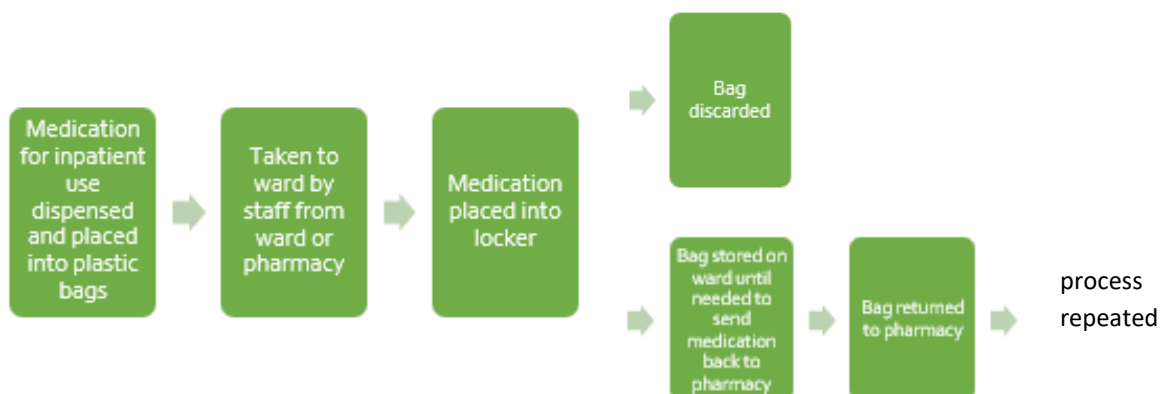 Medication
for inpatient
use
dispensed
and placed
into plastic
bags
Taken to
ward by
staff from
ward or
pharmacy
Medication
placed into
locker
Bag
discarded
Bag stored on
ward until
needed to
send
medication
back to
pharmacy
Bag returned
to pharmacy
process
repeated